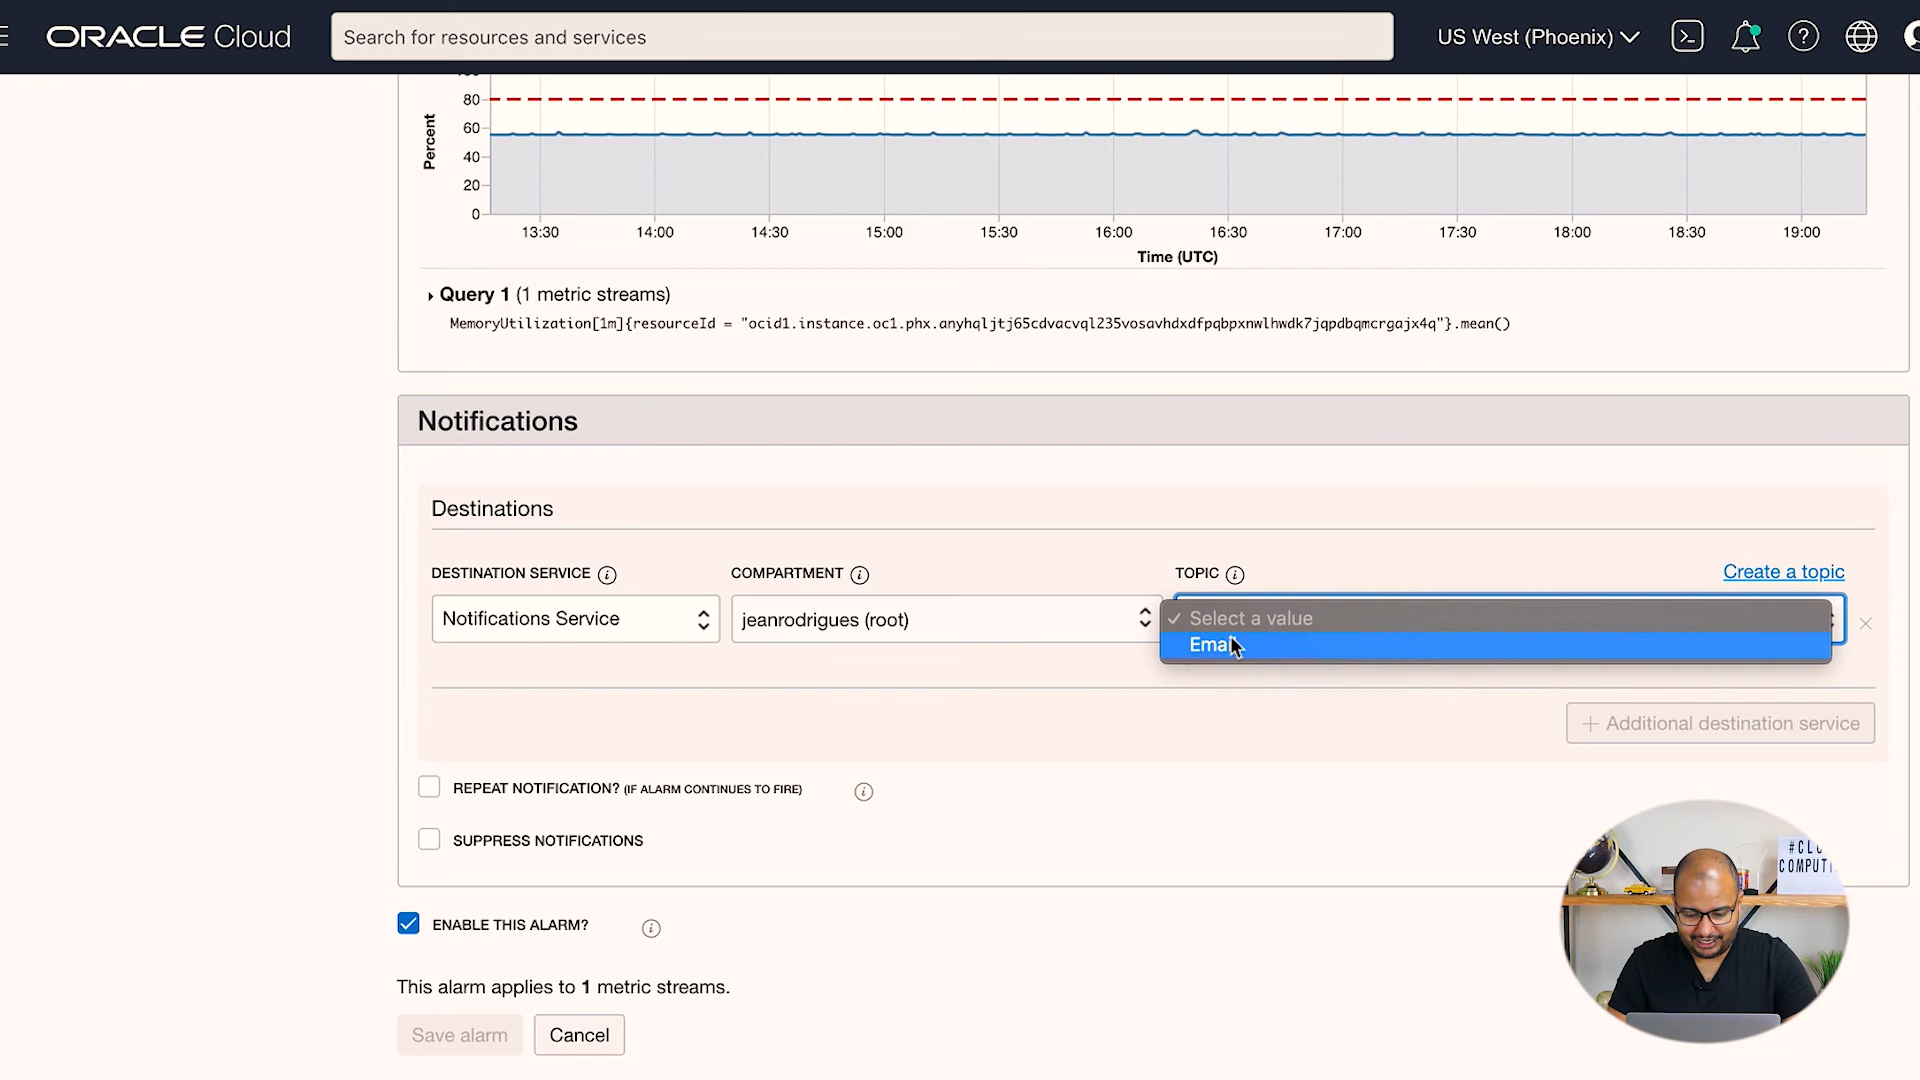 ORACLE Cloud
Search for resources and services
US West (Phoenix)
80
60
40
20
0
Percent
13:30 14:00 14:30 15:00 15:30 16:00 16:30 17:00 17:30 18:00 18:30 19:00
Time (UTC)
Query 1 (1 metric streams)
MemoryUtilization[1m]{resourceId = "ocid1.instance.oc1.phx.anyhqljtj65cdvacvql235vosavhdxdfpqbpxnwlhwdk7jqpdbqmcrgajx4q"}.mean()
Notifications
Destinations
DESTINATION SERVICE
COMPARTMENT
TOPIC
Create a topic
Notifications Service
jeanrodrigues (root)
Select a value
Email
+ Additional destination service
REPEAT NOTIFICATION? (IF ALARM CONTINUES TO FIRE)
SUPPRESS NOTIFICATIONS
#CLO
COMPUTI
ENABLE THIS ALARM?
This alarm applies to 1 metric streams.
Save alarm
Cancel